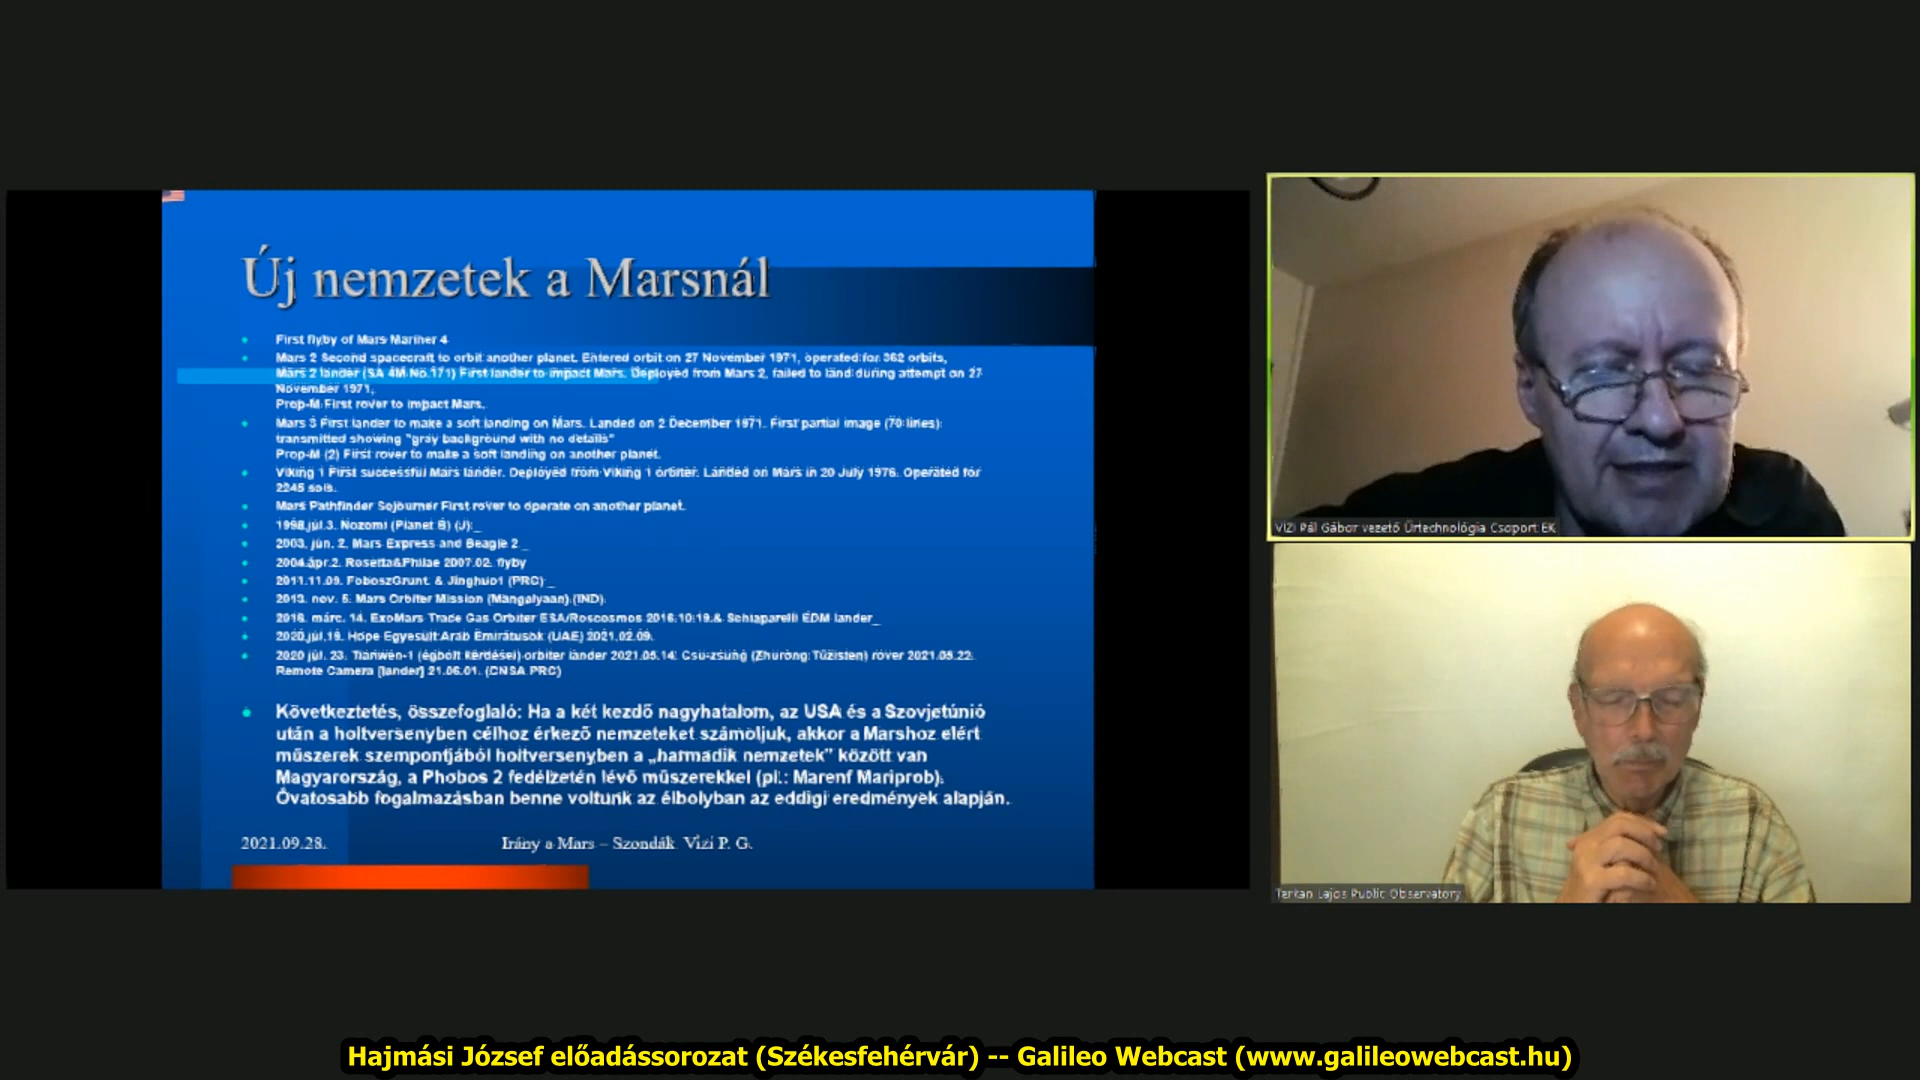 Új nemzetek a Marsnál
First flyby of Mars Mariner 4
Mars 2 Second spacecraft to orbit another planet. Entered orbit on 27 November 1971, operated for 362 orbits,
Mars 2 lander (SA 4M No.171) First lander to impact Mars. Deployed from Mars 2, failed to land during attempt on 27
November 1971,
Prop-M First rover to impact Mars.
Mars 3 First lander to make a soft landing on Mars. Landed on 2 December 1971. First partial image (70 lines)
transmitted showing "gray background with no details"
Prop-M (2) First rover to make a soft landing on another planet.
Viking 1 First successful Mars lander. Deployed from Viking 1 orbiter. Landed on Mars in 20 July 1976. Operated for
2245 sols.
Mars Pathfinder Sojourner First rover to operate on another planet.
1998.júl.3. Nozomi (Planet B) (J):_
2003. jún. 2. Mars Express and Beagle 2 _
2004.ápr.2. Rosetta&Philae 2007.02. flyby
2011.11.09. FoboszGrunt. & Jinghuo1 (PRC) _
2013. nov. 5. Mars Orbiter Mission (Mangalyaan) (IND)
2016. márc. 14. ExoMars Trade Gas Orbiter ESA/Roscosmos 2016.10.19.& Schiaparelli EDM lander_
2020.júl.19. Hope Egyesült Arab Emirátusok (UAE) 2021.02.09.
2020 júl. 23. Tianwen-1 (égbolt kérdései) orbiter lander 2021.05.14. Csu-zsung (Zhurong:Tűzisten) rover 2021.05.22.
Remote Camera [lander] 21.06.01. (CNSA PRC)
Következtetés, összefoglaló: Ha a két kezdő nagyhatalom, az USA és a Szovjetúnió
után a holtversenyben célhoz érkező nemzeteket számoljuk, akkor a Marshoz elért
műszerek szempontjából holtversenyben a „harmadik nemzetek” között van
Magyarország, a Phobos 2 fedélzetén lévő műszerekkel (pl.: Marenf Mariprob).
Óvatosabb fogalmazásban benne voltunk az élbolyban az eddigi eredmények alapján.
2021.09.28.
Irány a Mars – Szondák Vizi P. G.
VIZI Pál Gábor vezető Űrtechnológia Csoport EK
Terkan Lajos Public Observatory
Hajmási József előadássorozat (Székesfehérvár) -- Galileo Webcast (www.galileowebcast.hu)